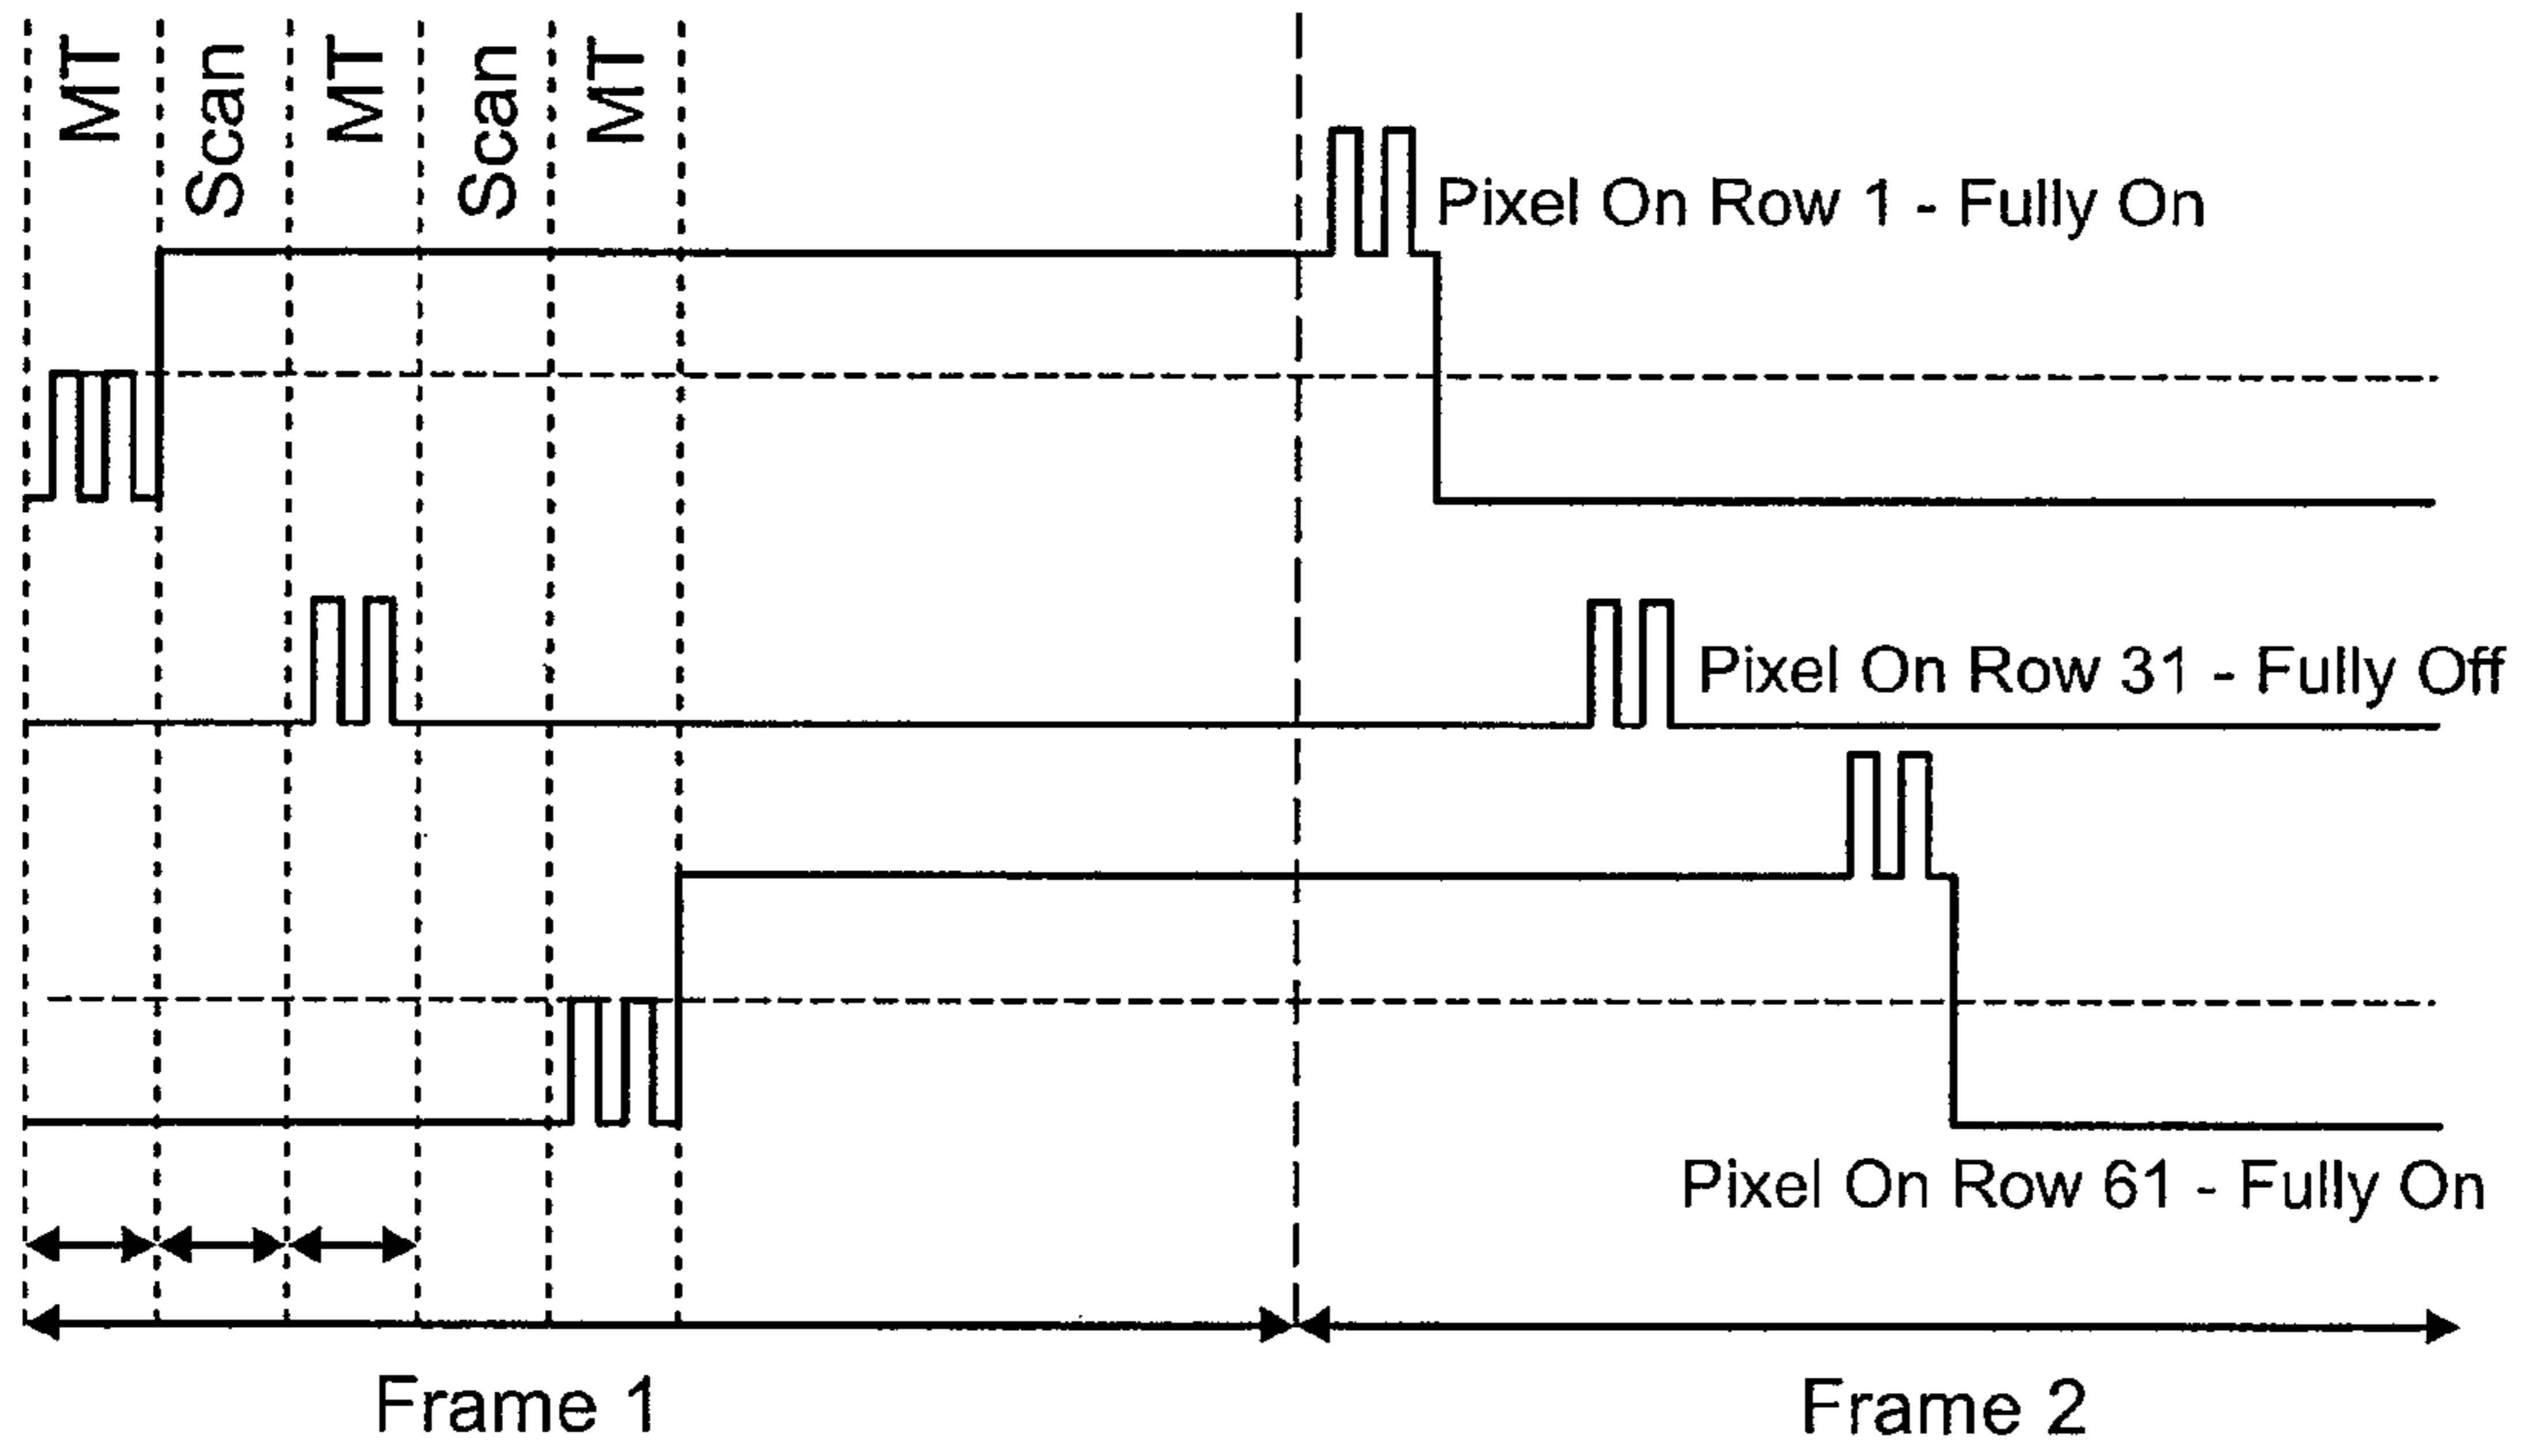 MT
Scan
MT
Scan
MT
Pixel On Row 1 - Fully On
Pixel On Row 31 - Fully Off
Pixel On Row 61 - Fully On
Frame 1
Frame 2